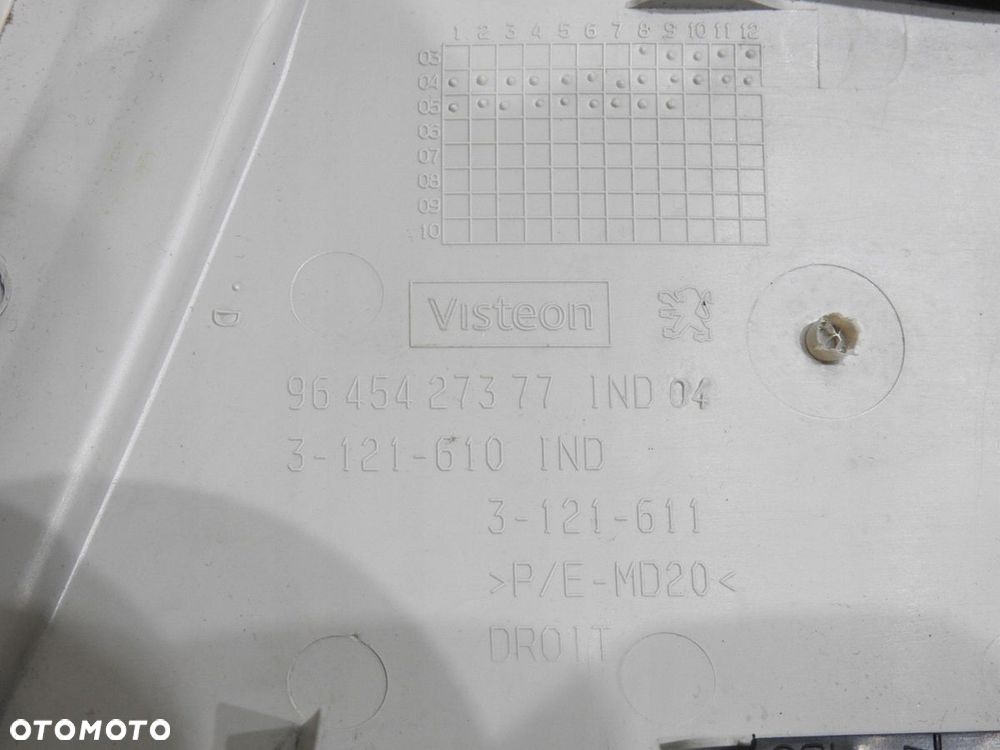 1 2 3 4 5 6 7 8 9 10 11 12
03
04
05
06
07
08
09
10
D
Visteon
96 454 273 77 IND 04
3-121-610 IND
3-121-611
>P/E-MD20<
DROIT
OTOMOTO